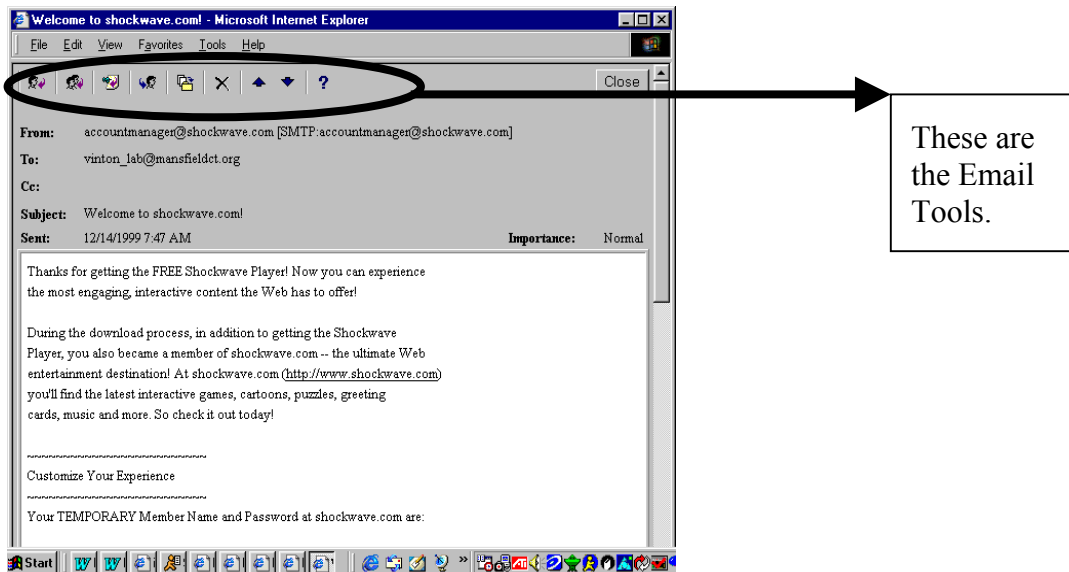 Welcome to shockwave.com! - Microsoft Internet Explorer
File Edit View Favorites Tools Help
? Close
From: accountmanager@shockwave.com [SMTP:accountmanager@shockwave.com]
To: vinton_lab@mansfieldct.org
Cc:
Subject: Welcome to shockwave.com!
Sent: 12/14/1999 7:47 AM Importance: Normal
Thanks for getting the FREE Shockwave Player! Now you can experience
the most engaging, interactive content the Web has to offer!
During the download process, in addition to getting the Shockwave
Player, you also became a member of shockwave.com -- the ultimate Web
entertainment destination! At shockwave.com (http://www.shockwave.com)
you'll find the latest interactive games, cartoons, puzzles, greeting
cards, music and more. So check it out today!
~~~~~~~~~~~~~~~~~~~~~~~~~~
Customize Your Experience
~~~~~~~~~~~~~~~~~~~~~~~~~~
Your TEMPORARY Member Name and Password at shockwave.com are:
Start
These are
the Email
Tools.